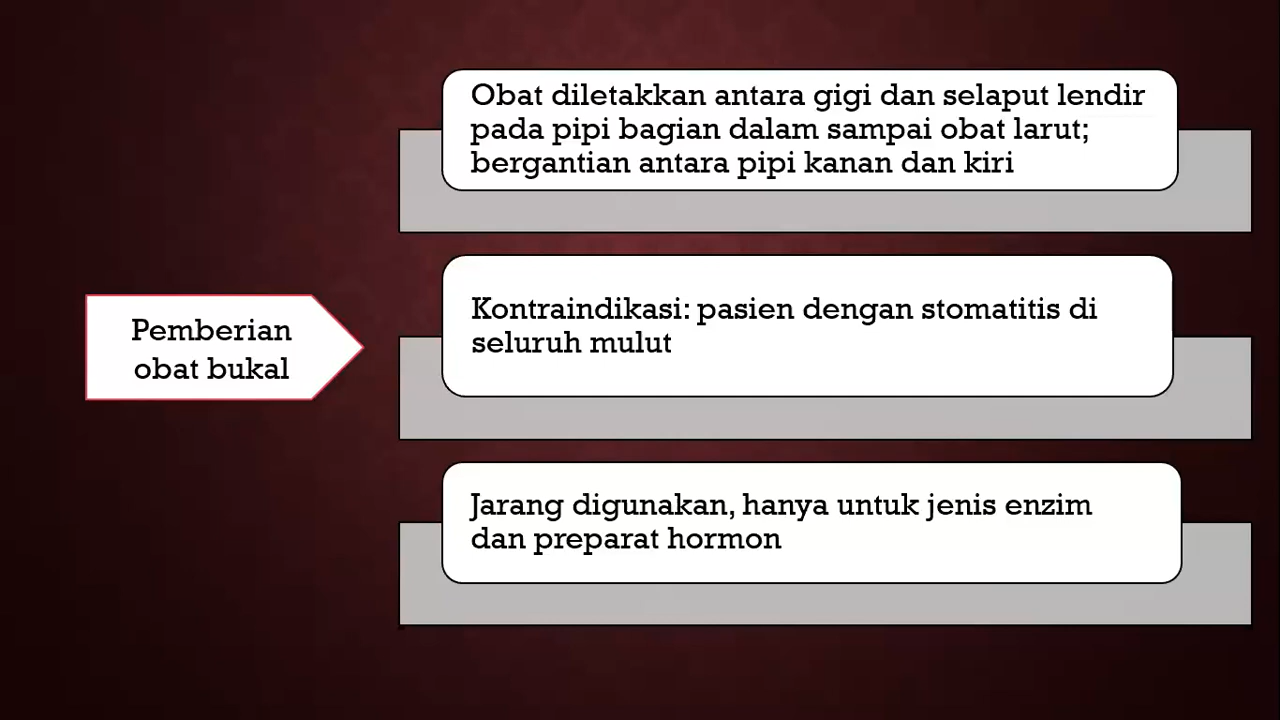 Pemberian
obat bukal
Obat diletakkan antara gigi dan selaput lendir
pada pipi bagian dalam sampai obat larut;
bergantian antara pipi kanan dan kiri
Kontraindikasi: pasien dengan stomatitis di
seluruh mulut
Jarang digunakan, hanya untuk jenis enzim
dan preparat hormon